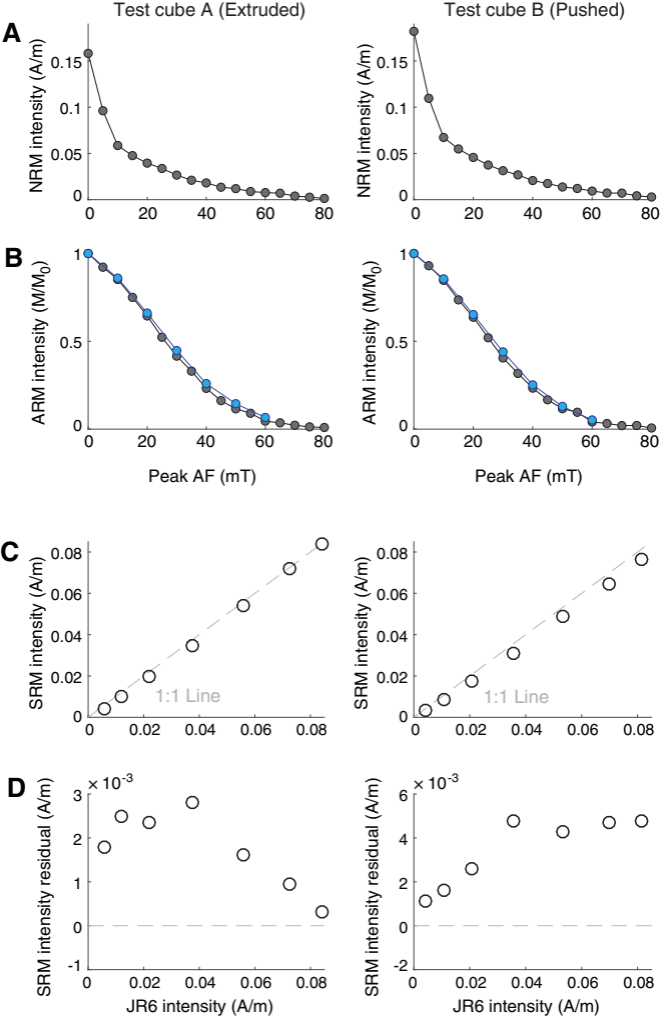 Test cube A (Extruded)
Test cube B (Pushed)
A
NRM intensity (A/m)
0.15
0.1
0.05
0
0 20 40 60 80
NRM intensity (A/m)
0.15
0.1
0.05
0
0 20 40 60 80
B
ARM intensity (M/M0)
1
0.5
0
0 20 40 60 80
Peak AF (mT)
ARM intensity (M/M0)
1
0.5
0
0 20 40 60 80
Peak AF (mT)
C
SRM intensity (A/m)
0.08
0.06
0.04
0.02
0
1:1 Line
0 0.02 0.04 0.06 0.08
SRM intensity (A/m)
0.08
0.06
0.04
0.02
0
1:1 Line
0 0.02 0.04 0.06 0.08
D
SRM intensity residual (A/m)
× 10-3
3
2
1
0
-1
0 0.02 0.04 0.06 0.08
JR6 intensity (A/m)
SRM intensity residual (A/m)
× 10-3
6
4
2
0
-2
0 0.02 0.04 0.06 0.08
JR6 intensity (A/m)